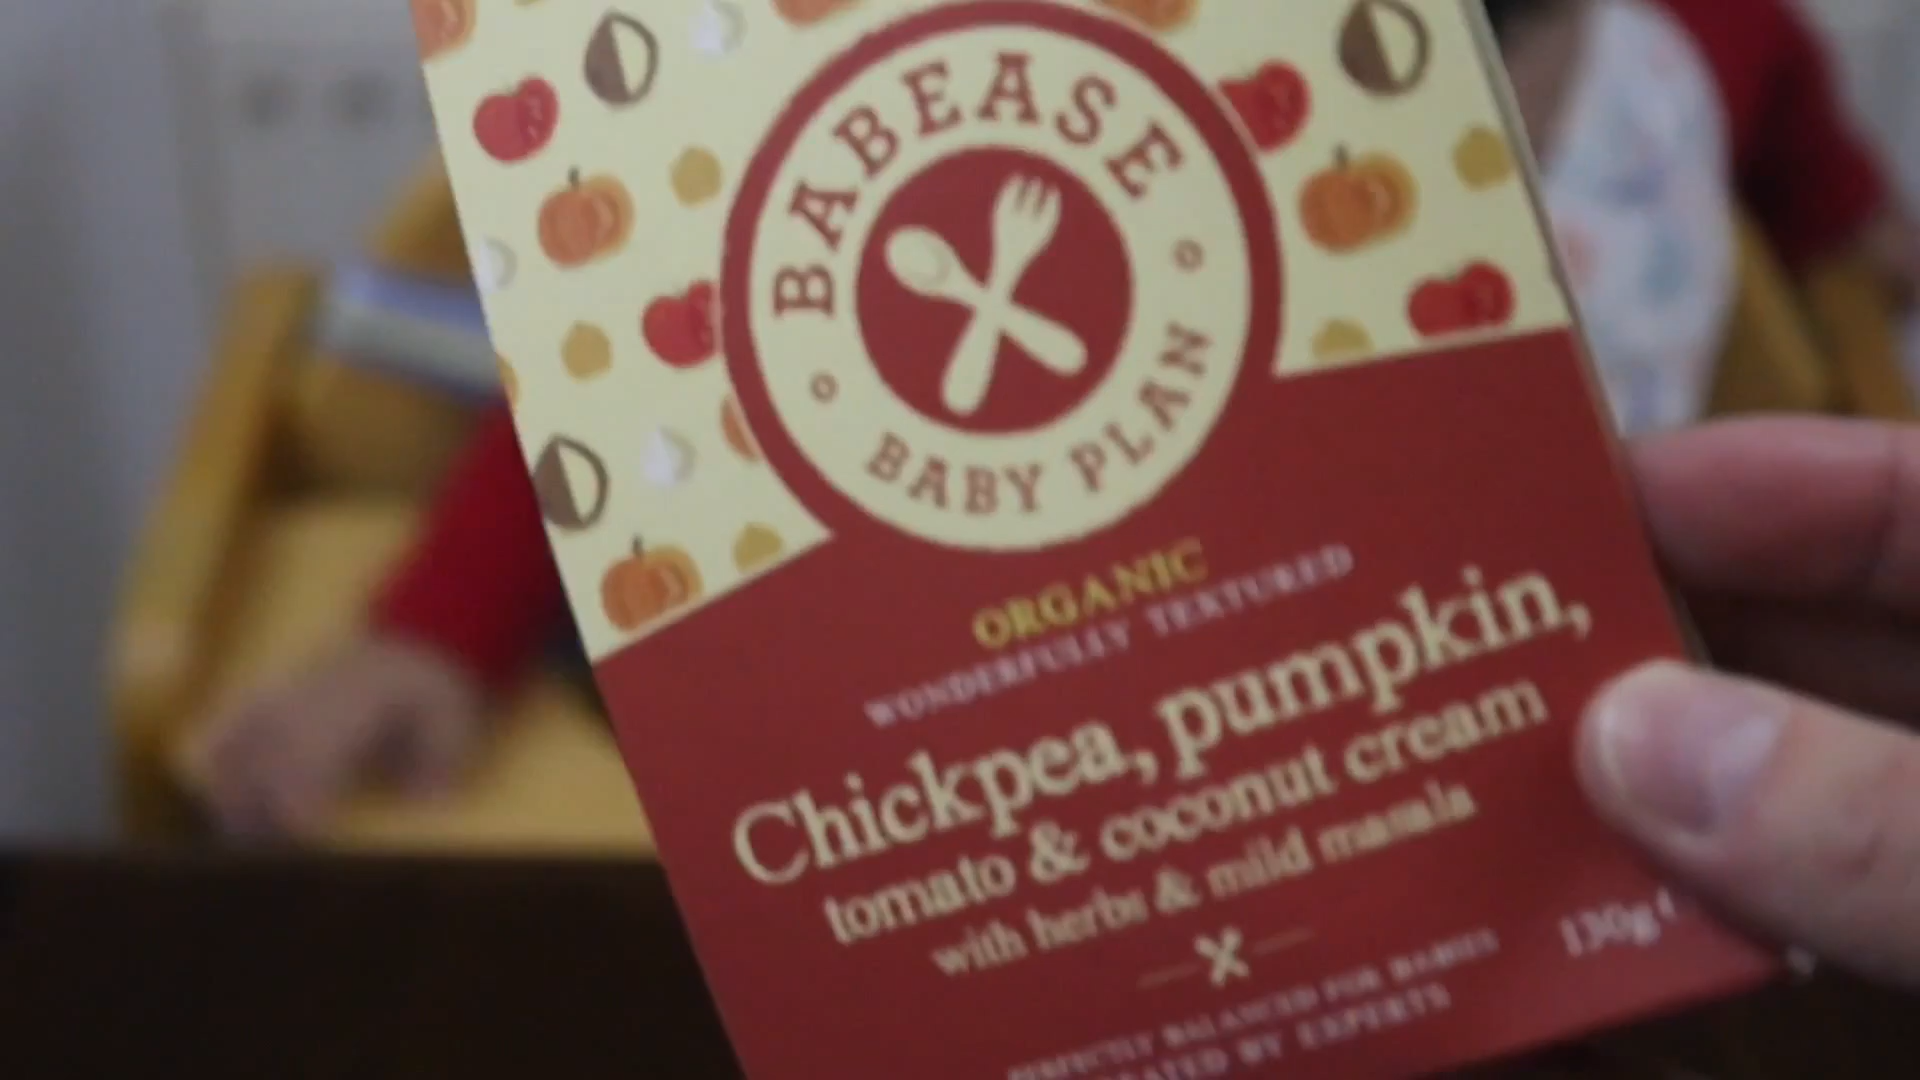 BABEASE
BABY PLAN
ORGANIC
WONDERFULLY TEXTURED
Chickpea, pumpkin,
tomato & coconut cream
with herbs & mild masala
130g
PERFECTLY BALANCED FOR BABIES
BY EXPERTS